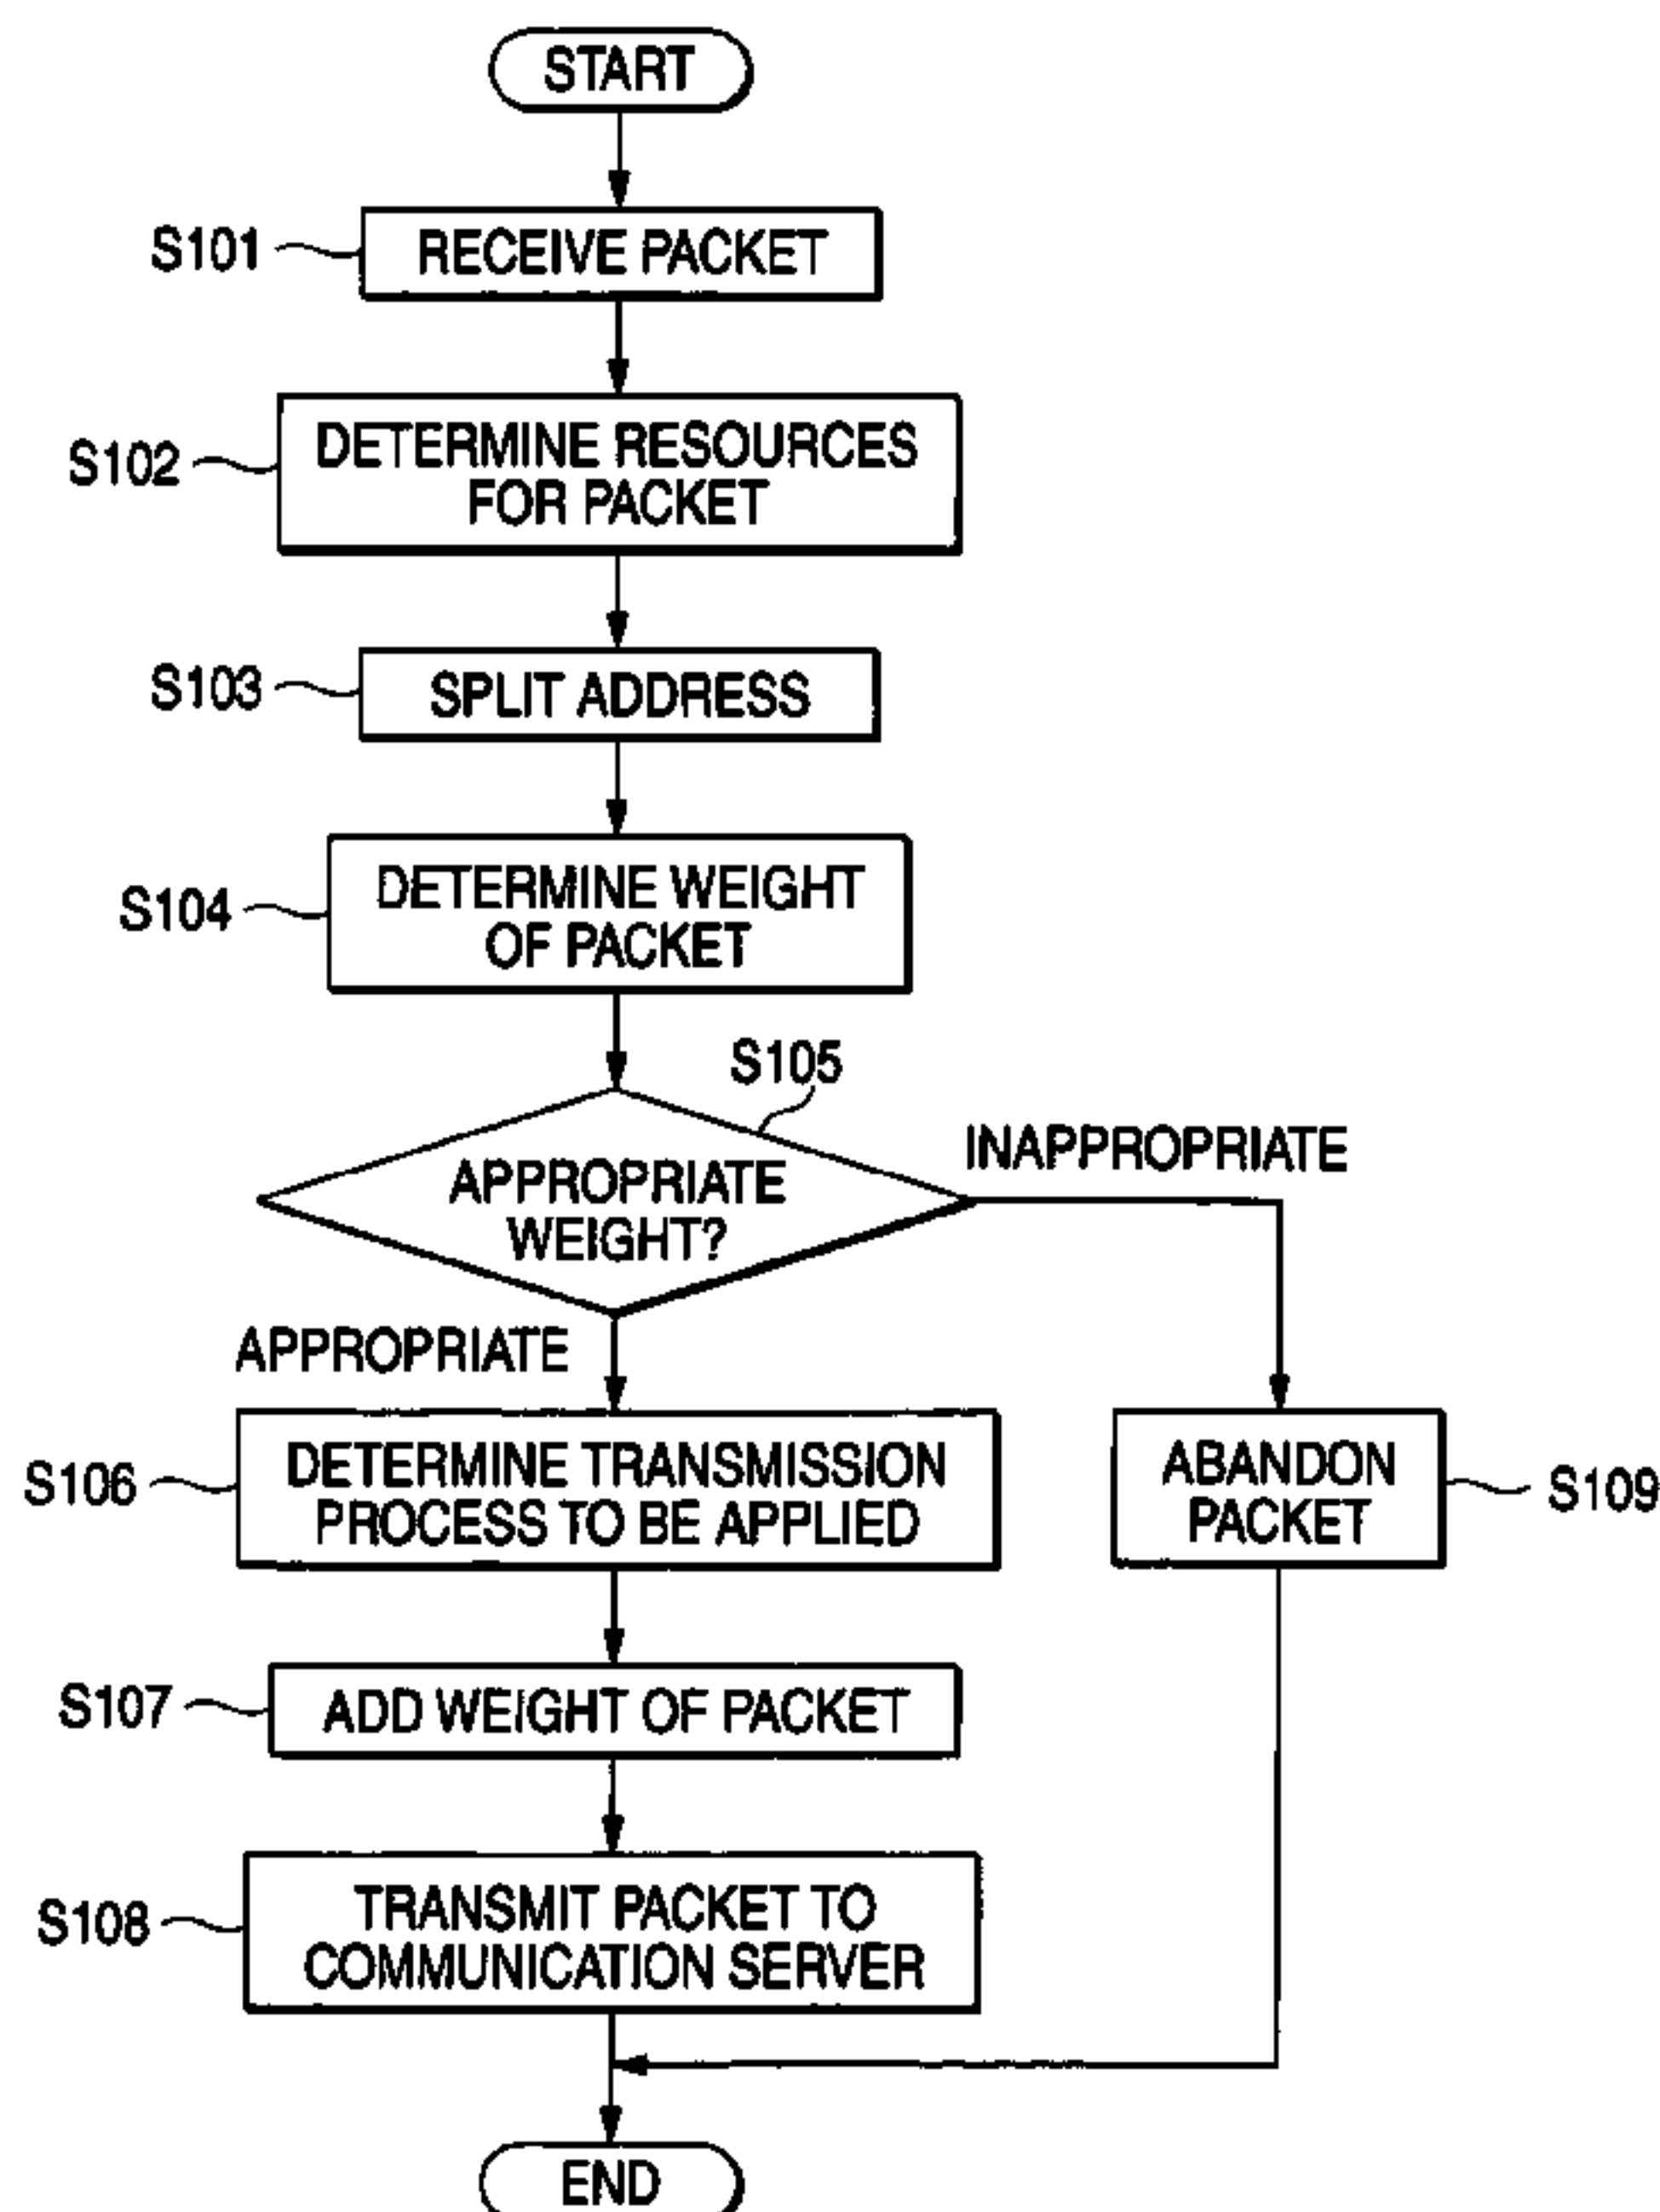 START
S101
RECEIVE PACKET
S102
DETERMINE RESOURCES
FOR PACKET
S103
SPLIT ADDRESS
S104
DETERMINE WEIGHT
OF PACKET
S105
APPROPRIATE
WEIGHT?
INAPPROPRIATE
APPROPRIATE
S106
DETERMINE TRANSMISSION
PROCESS TO BE APPLIED
ABANDON
PACKET
S109
S107
ADD WEIGHT OF PACKET
S108
TRANSMIT PACKET TO
COMMUNICATION SERVER
END